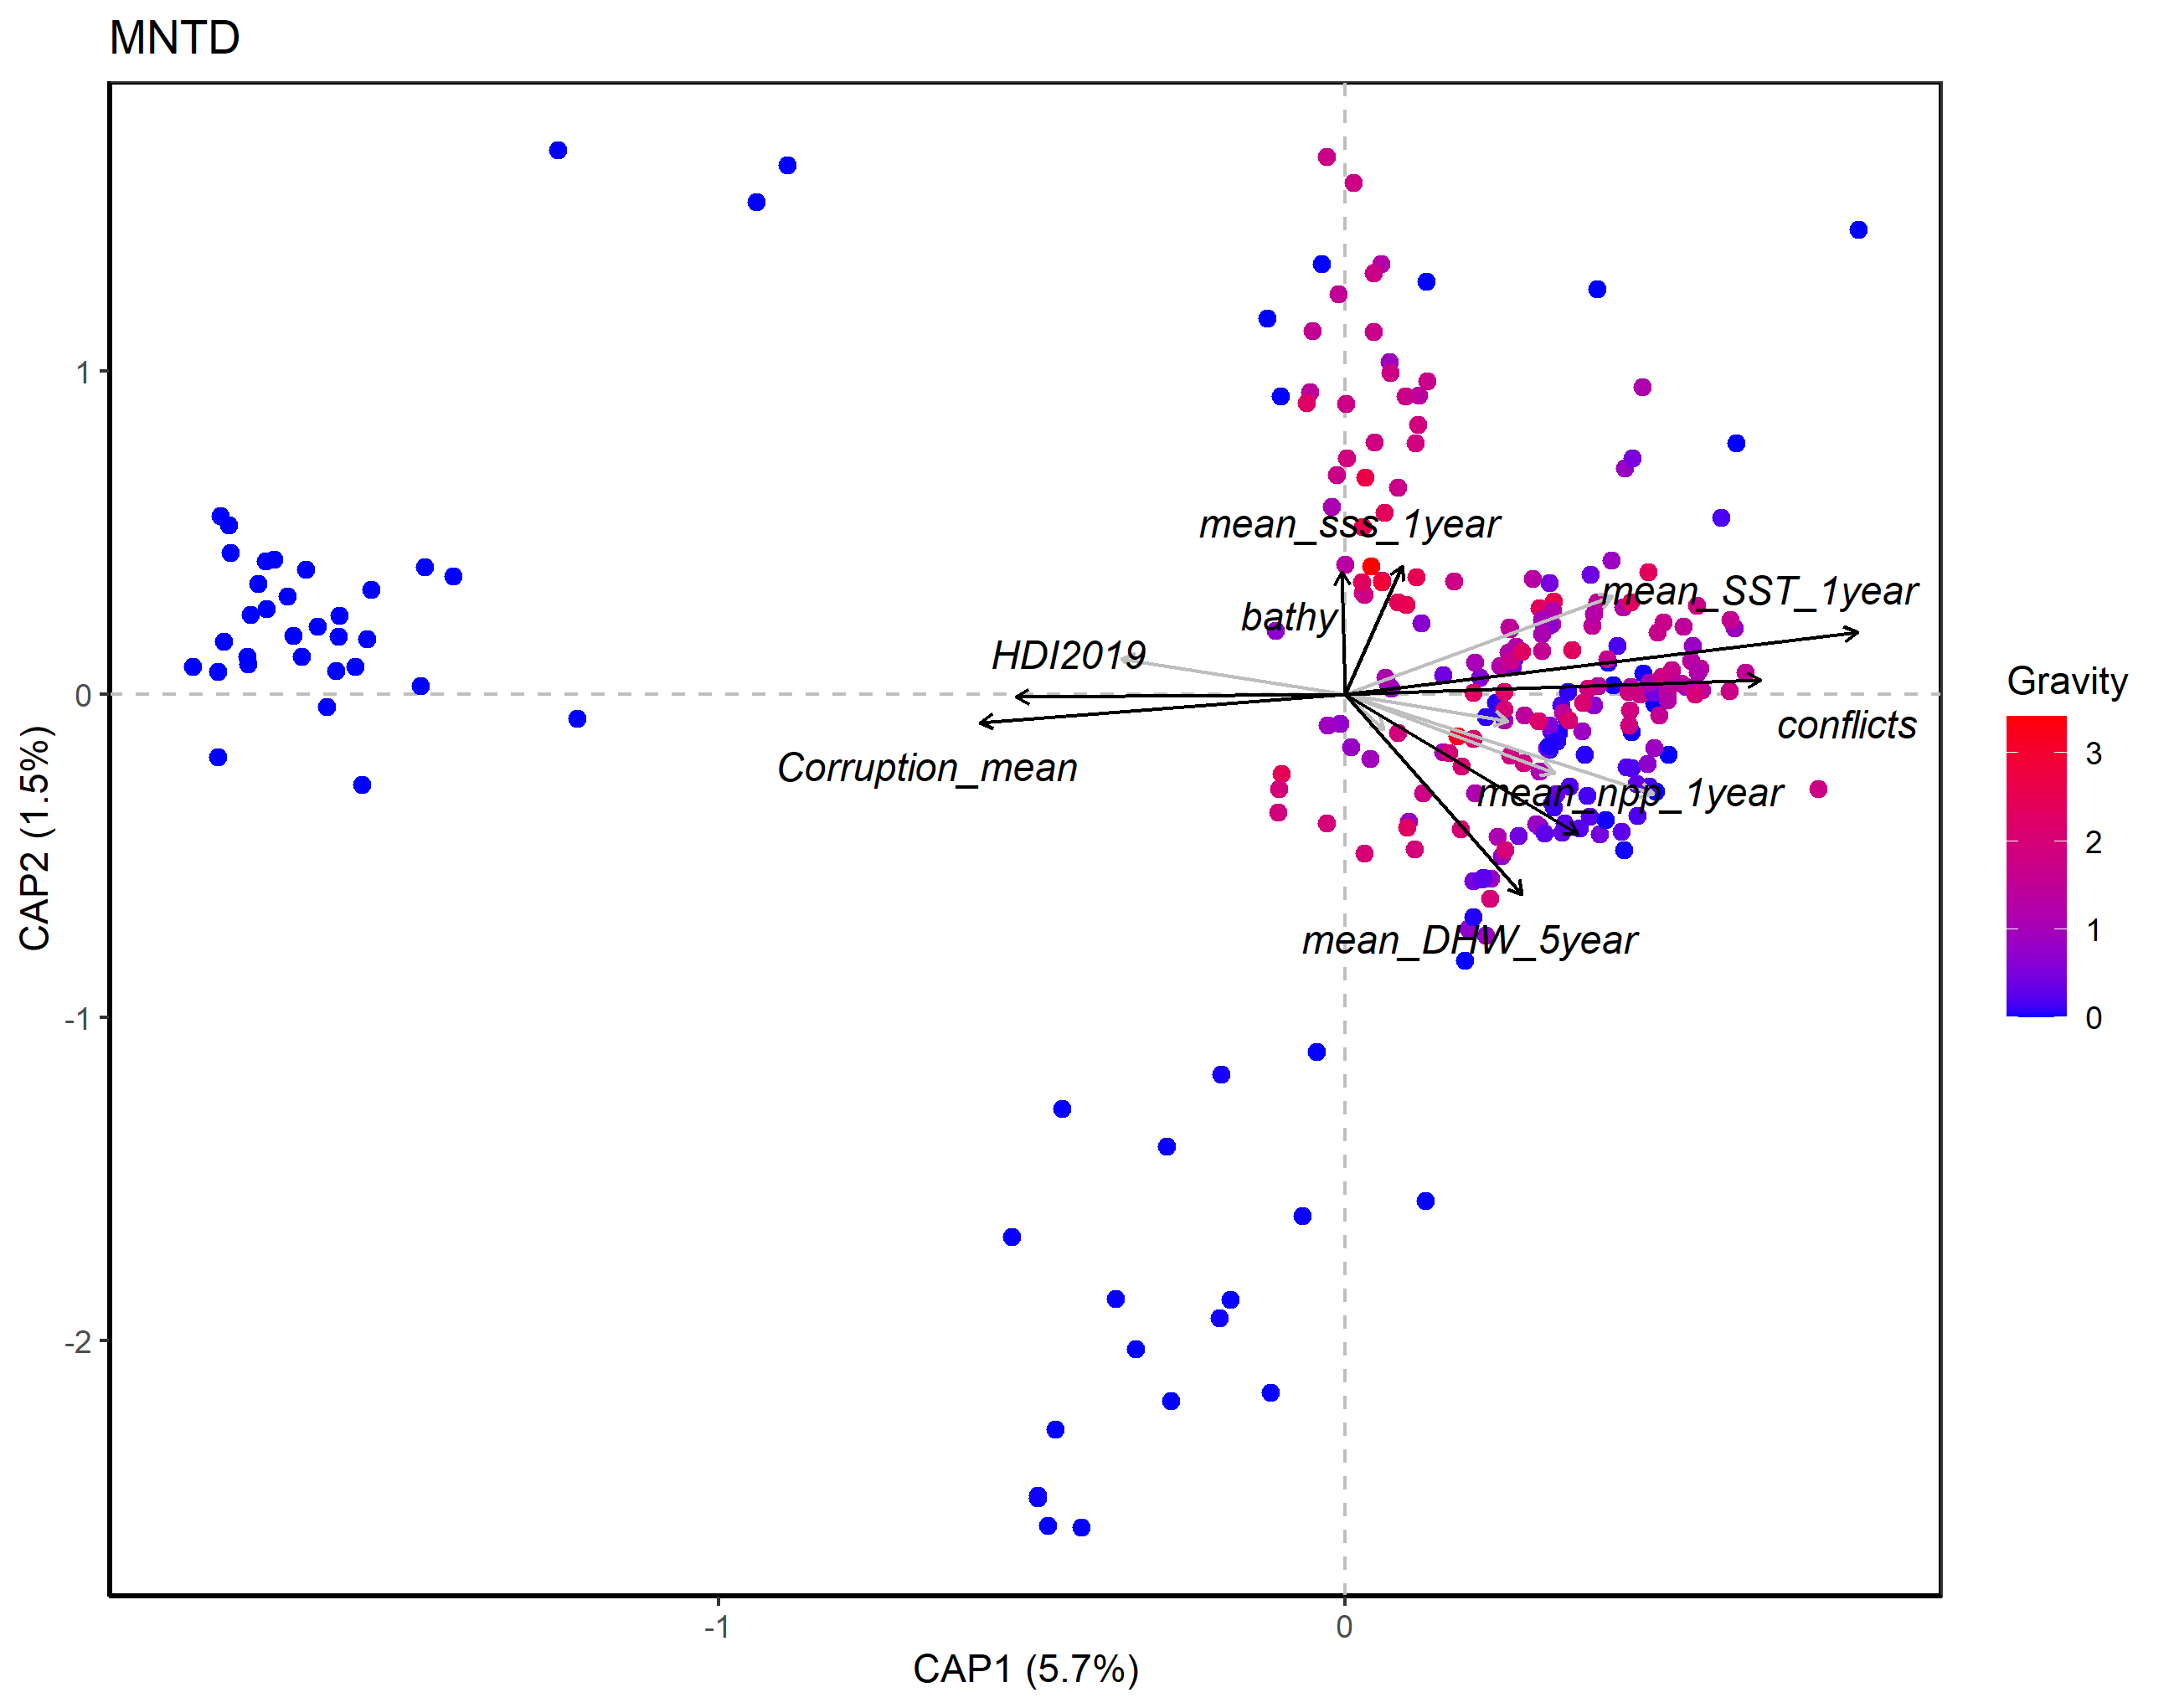 MNTD
mean_sss_1year
mean_SST_1year
bathy
HDI2019
conflicts
Corruption_mean
mean_npp_1year
mean_DHW_5year
1
0
-1
-2
CAP2 (1.5%)
-1
0
CAP1 (5.7%)
Gravity
3
2
1
0